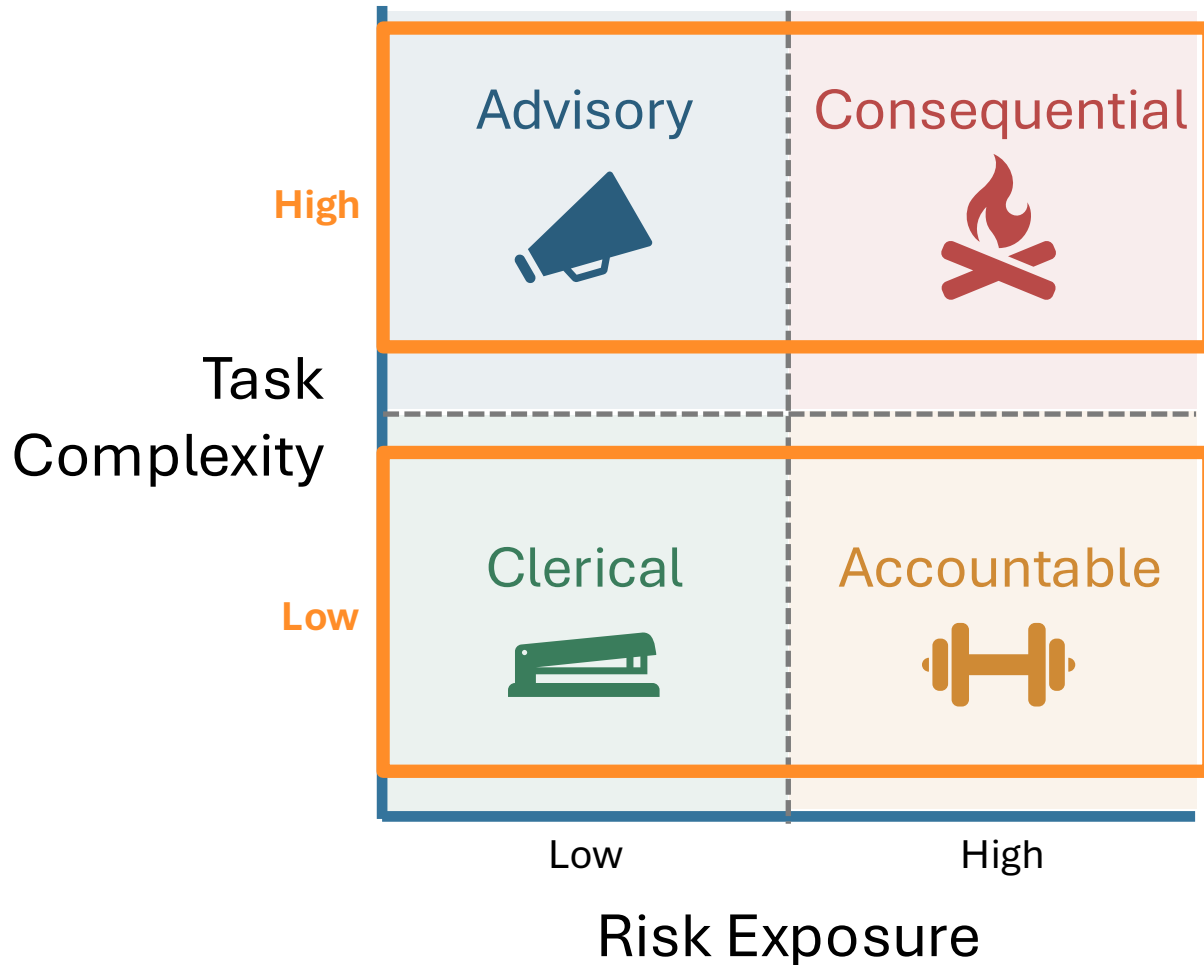 Advisory
Consequential
High
Task
Complexity
Clerical
Accountable
Low
Low
High
Risk Exposure